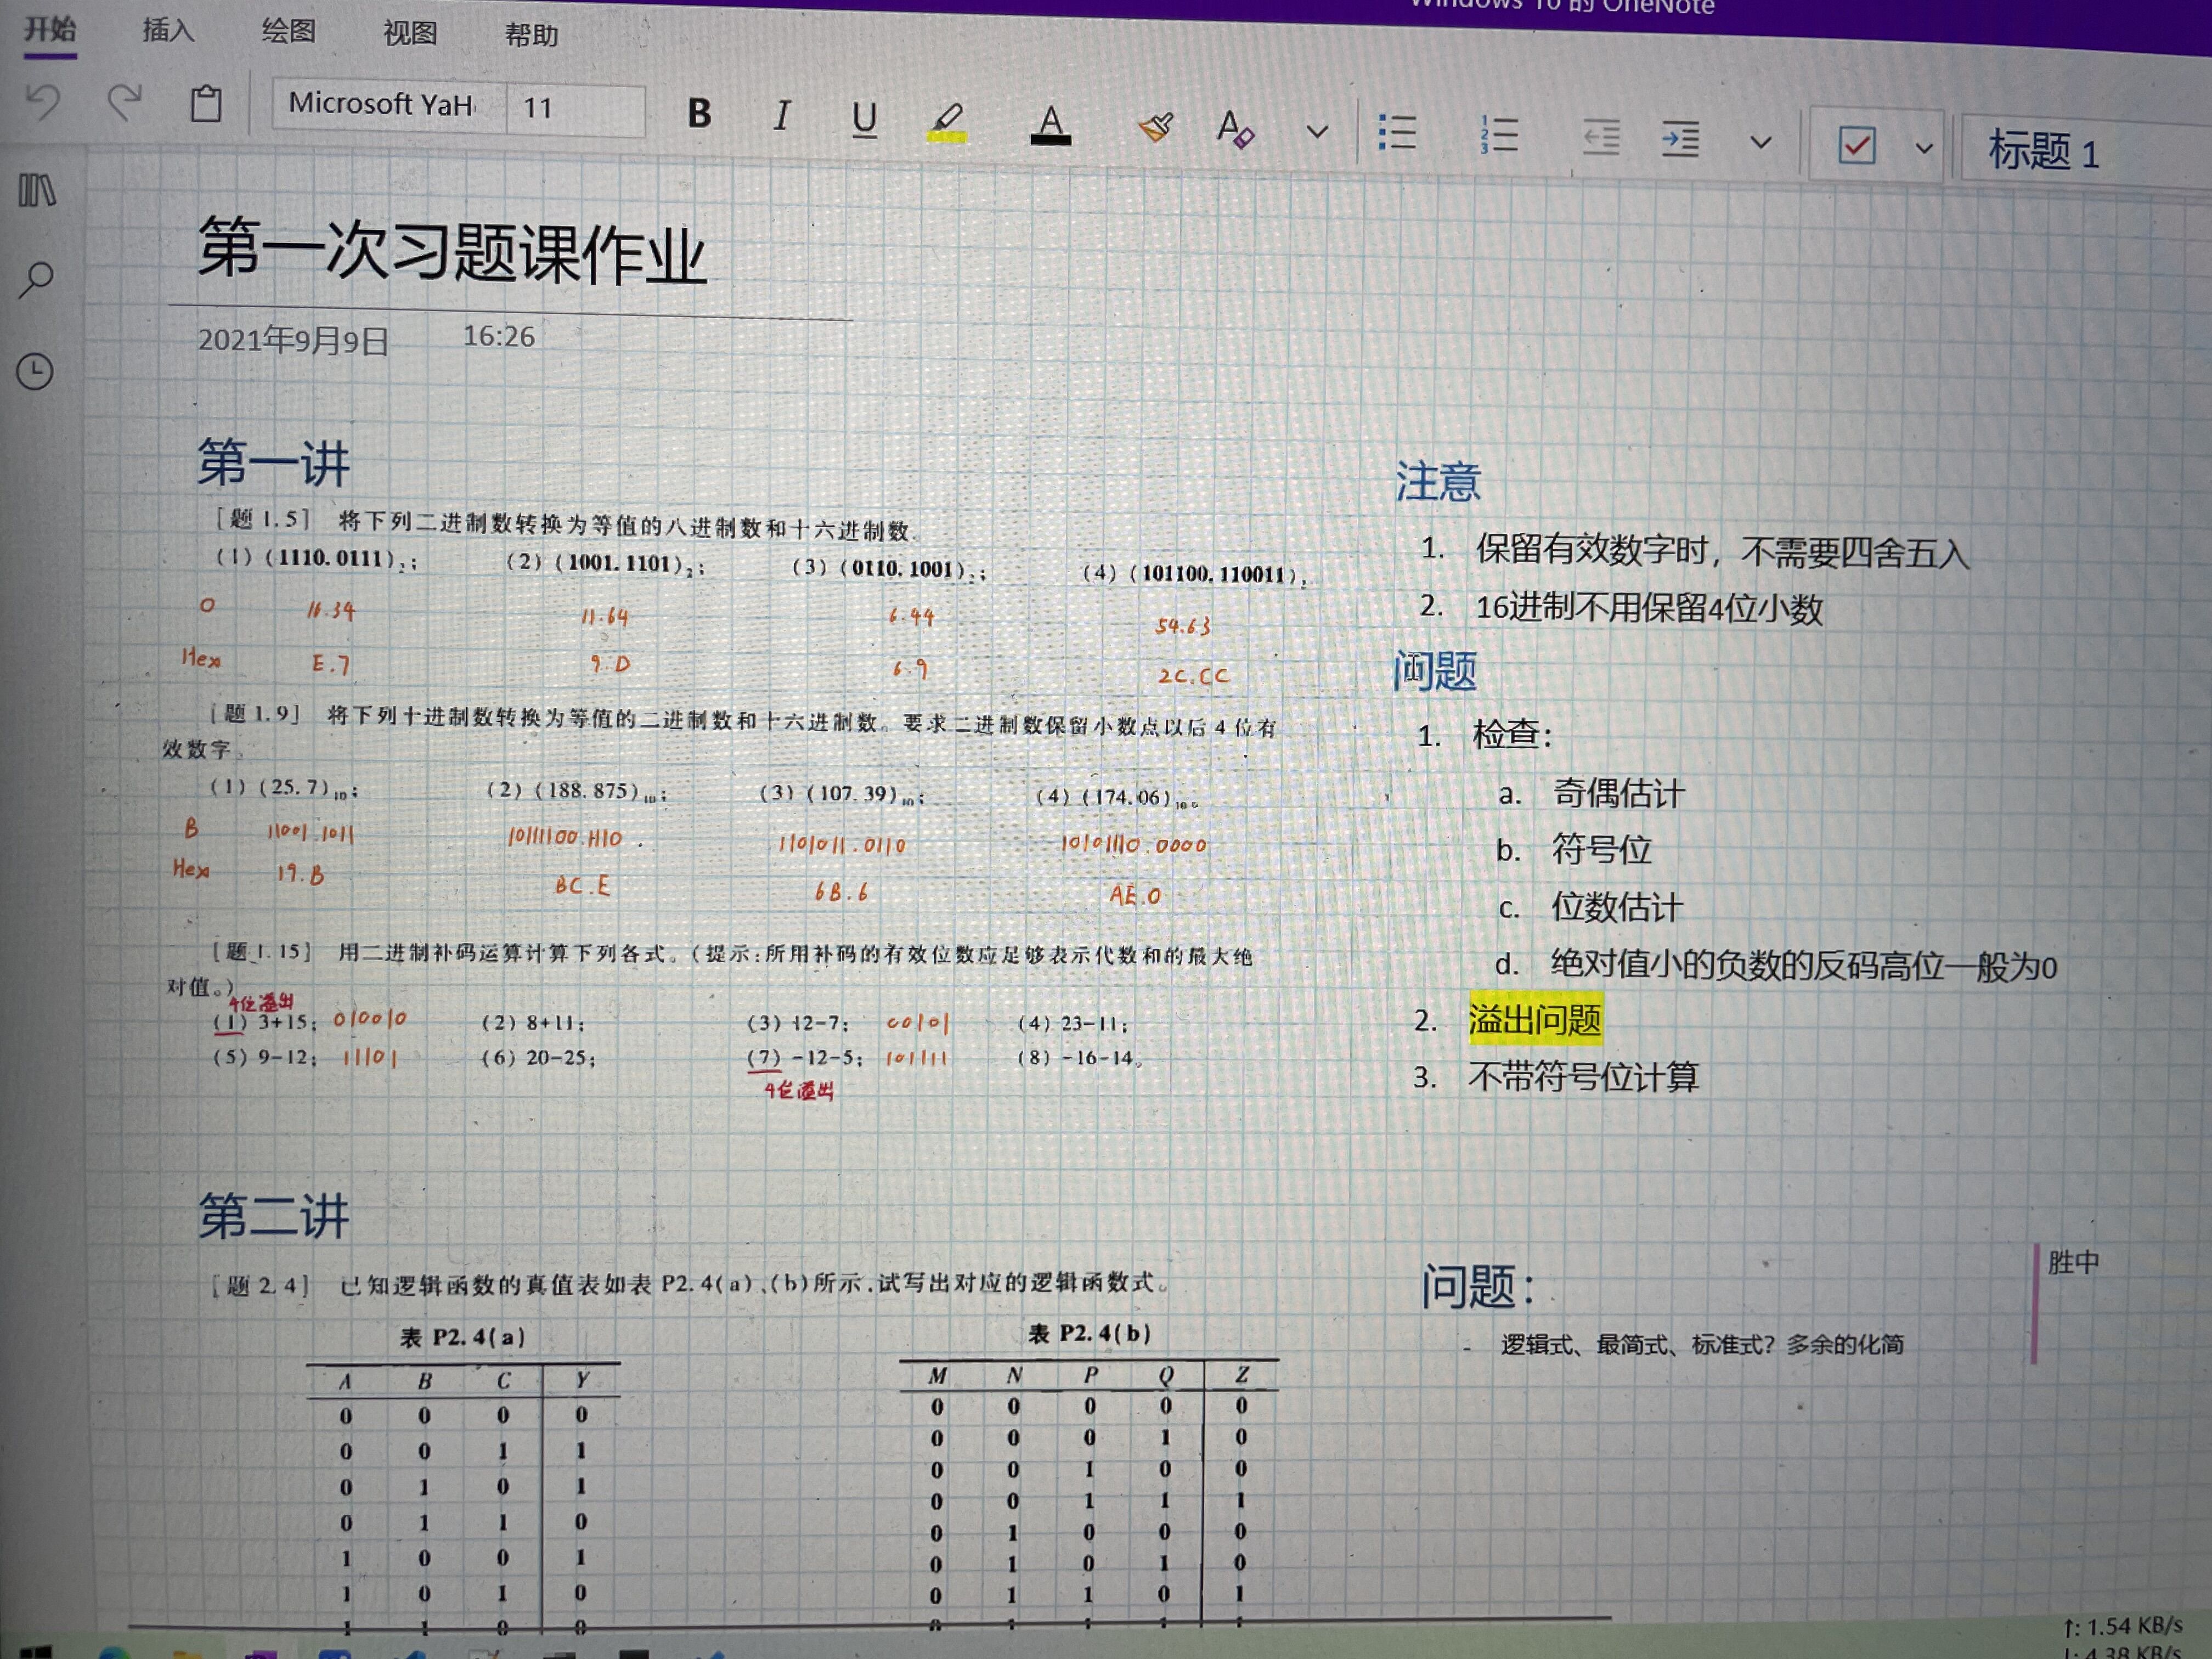 Windows 10 的 OneNote
开始 插入 绘图 视图 帮助
Microsoft YaH 11 B I U A 标题 1
第一次习题课作业
2021年9月9日 16:26
第一讲
[题 1.5] 将下列二进制数转换为等值的八进制数和十六进制数.
(1) (1110.0111)₂; (2) (1001.1101)₂; (3) (0110.1001)₂; (4) (101100.110011)₂
O 16.34 11.64 6.44 54.63
Hex E.7 9.D 6.9 2C.CC
[题 1.9] 将下列十进制数转换为等值的二进制数和十六进制数。要求二进制数保留小数点以后 4 位有
效数字
(1) (25.7)₁₀; (2) (188.875)₁₀; (3) (107.39)₁₀; (4) (174.06)₁₀。
B 11001.1011 10111100.1110 1101011.0110 10101110.0000
Hex 19.B BC.E 6B.6 AE.0
[题 1.15] 用二进制补码运算计算下列各式。(提示:所用补码的有效位数应足够表示代数和的最大绝
对值。)
4位溢出
(1) 3+15; 010010 (2) 8+11; (3) 12-7; 00101 (4) 23-11;
(5) 9-12; 11101 (6) 20-25; (7) -12-5; 101111 (8) -16-14。
4位溢出
注意
1. 保留有效数字时，不需要四舍五入
2. 16进制不用保留4位小数
问题
1. 检查：
a. 奇偶估计
b. 符号位
c. 位数估计
d. 绝对值小的负数的反码高位一般为0
2. 溢出问题
3. 不带符号位计算
第二讲
[题 2.4] 已知逻辑函数的真值表如表 P2.4(a)、(b)所示,试写出对应的逻辑函数式。
表 P2.4(a)
A B C Y
0 0 0 0
0 0 1 1
0 1 0 1
0 1 1 0
1 0 0 1
1 0 1 0
1 1 0 0
表 P2.4(b)
M N P Q Z
0 0 0 0 0
0 0 0 1 0
0 0 1 0 0
0 0 1 1 1
0 1 0 0 0
0 1 0 1 0
0 1 1 0 1
0 1 1 1 1
问题：
- 逻辑式、最简式、标准式？多余的化简
胜中
↑: 1.54 KB/s
↓: 4.38 KB/s